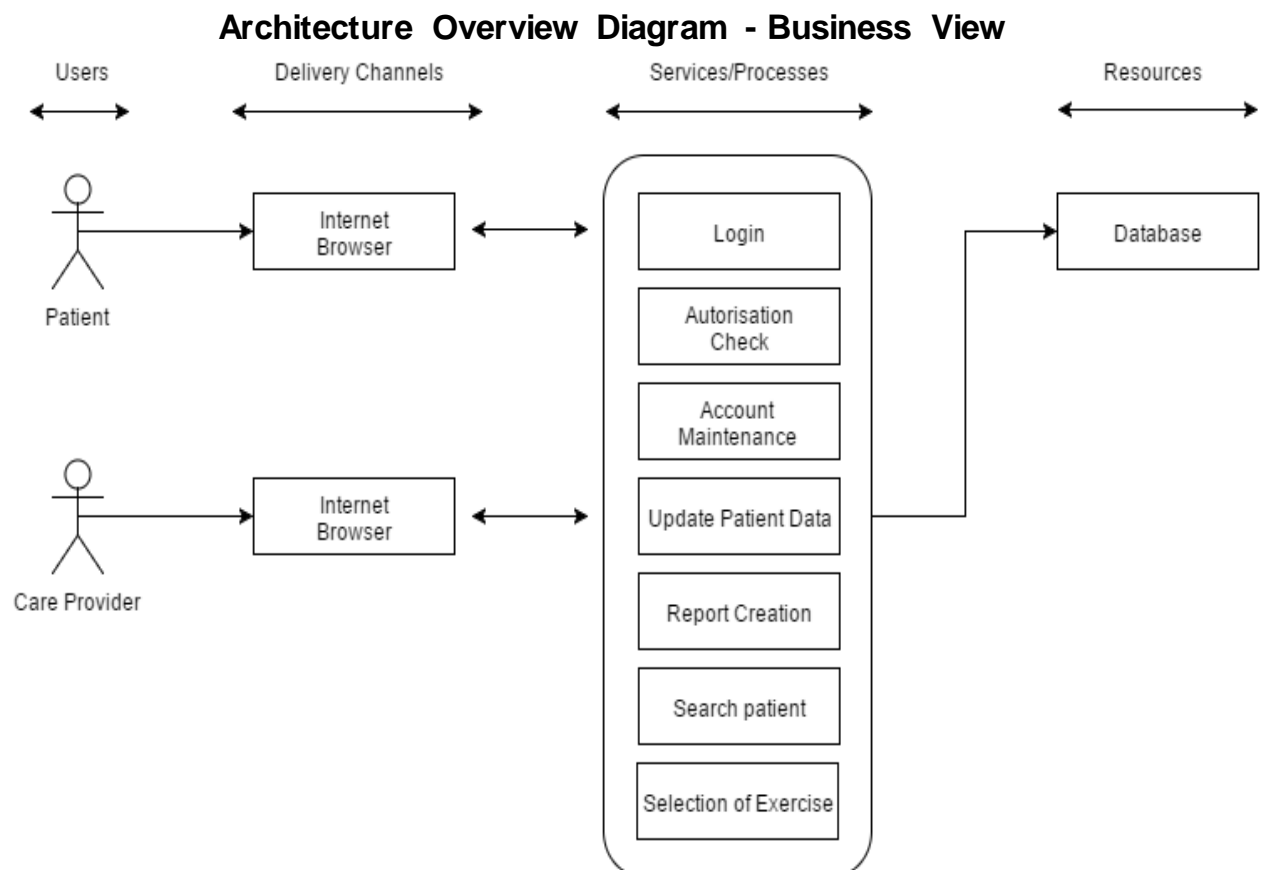 Architecture Overview Diagram - Business View
Users
Delivery Channels
Services/Processes
Resources
Patient
Internet
Browser
Login
Database
Autorisation
Check
Account
Maintenance
Care Provider
Internet
Browser
Update Patient Data
Report Creation
Search patient
Selection of Exercise